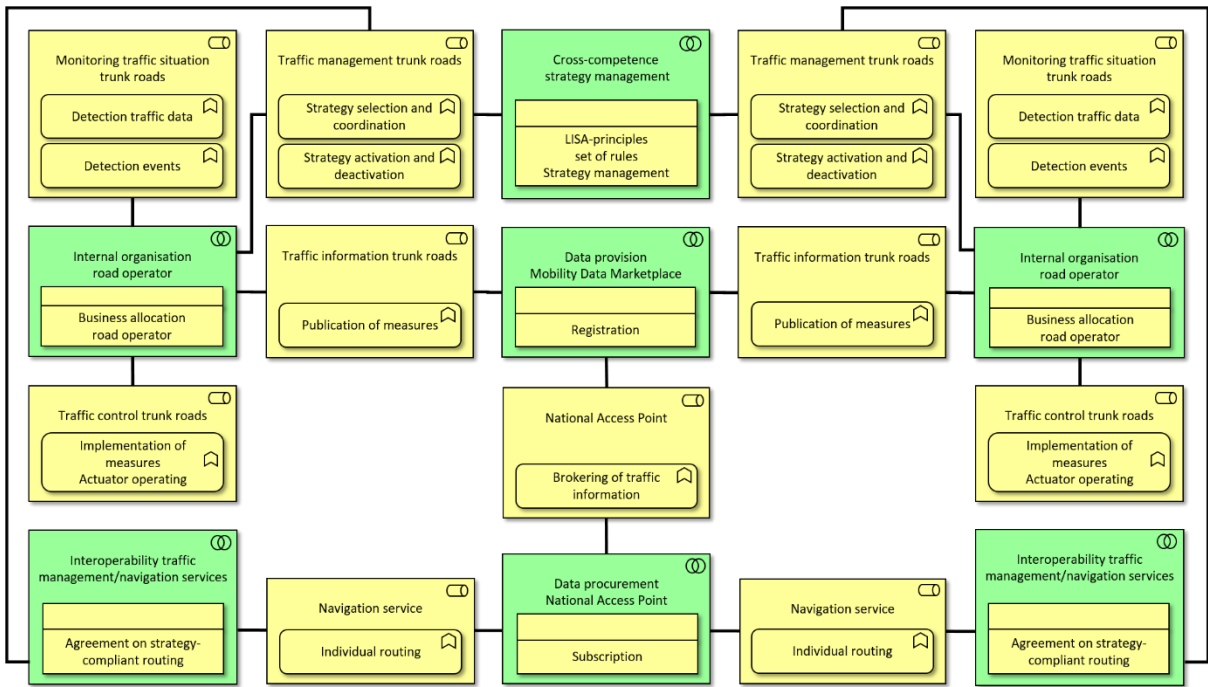 Monitoring traffic situation
trunk roads
Detection traffic data
Detection events
Traffic management trunk roads
Strategy selection and
coordination
Strategy activation and
deactivation
Cross-competence
strategy management
LISA-principles
set of rules
Strategy management
Traffic management trunk roads
Strategy selection and
coordination
Strategy activation and
deactivation
Monitoring traffic situation
trunk roads
Detection traffic data
Detection events
Internal organisation
road operator
Business allocation
road operator
Traffic information trunk roads
Publication of measures
Data provision
Mobility Data Marketplace
Registration
Traffic information trunk roads
Publication of measures
Internal organisation
road operator
Business allocation
road operator
Traffic control trunk roads
Implementation of
measures
Actuator operating
National Access Point
Brokering of traffic
information
Traffic control trunk roads
Implementation of
measures
Actuator operating
Interoperability traffic
management/navigation services
Agreement on strategy-
compliant routing
Navigation service
Individual routing
Data procurement
National Access Point
Subscription
Navigation service
Individual routing
Interoperability traffic
management/navigation services
Agreement on strategy-
compliant routing